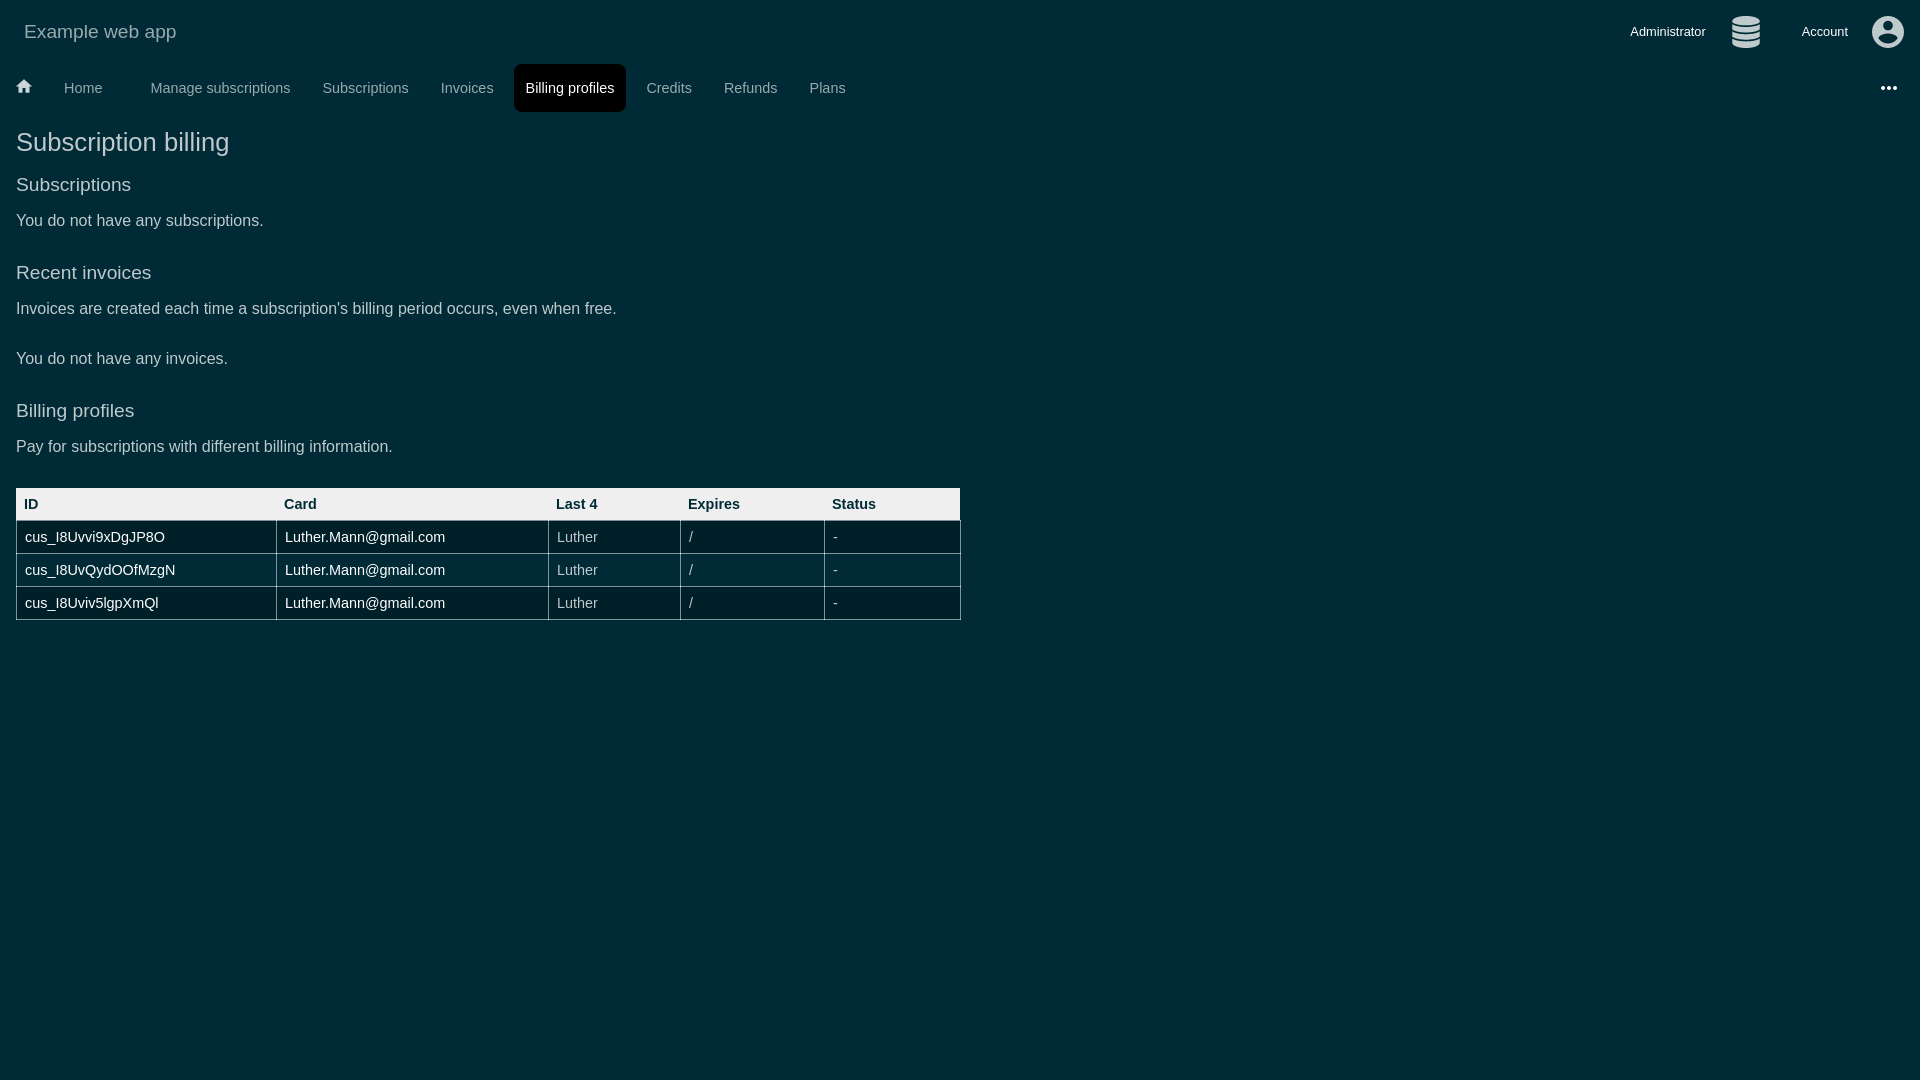 Example web app
Administrator
Account
Home
Manage subscriptions
Subscriptions
Invoices
Billing profiles
Credits
Refunds
Plans
Subscription billing
Subscriptions
You do not have any subscriptions.
Recent invoices
Invoices are created each time a subscription's billing period occurs, even when free.
You do not have any invoices.
Billing profiles
Pay for subscriptions with different billing information.
ID Card Last 4 Expires Status
cus_I8Uvvi9xDgJP8O Luther.Mann@gmail.com Luther / -
cus_I8UvQydOOfMzgN Luther.Mann@gmail.com Luther / -
cus_I8Uviv5lgpXmQl Luther.Mann@gmail.com Luther / -